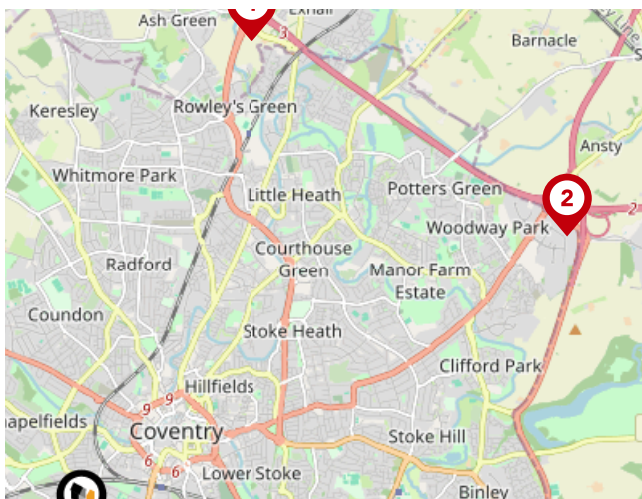 Exhall
Ash Green
3
Barnacle
Keresley
Rowley's Green
Ansty
Whitmore Park
Little Heath
Potters Green
2
2
Woodway Park
Courthouse
Green
Radford
Manor Farm
Estate
Coundon
Stoke Heath
Clifford Park
Hillfields
9
9
apelfields
Coventry
Stoke Hill
6
6
Lower Stoke
Binley